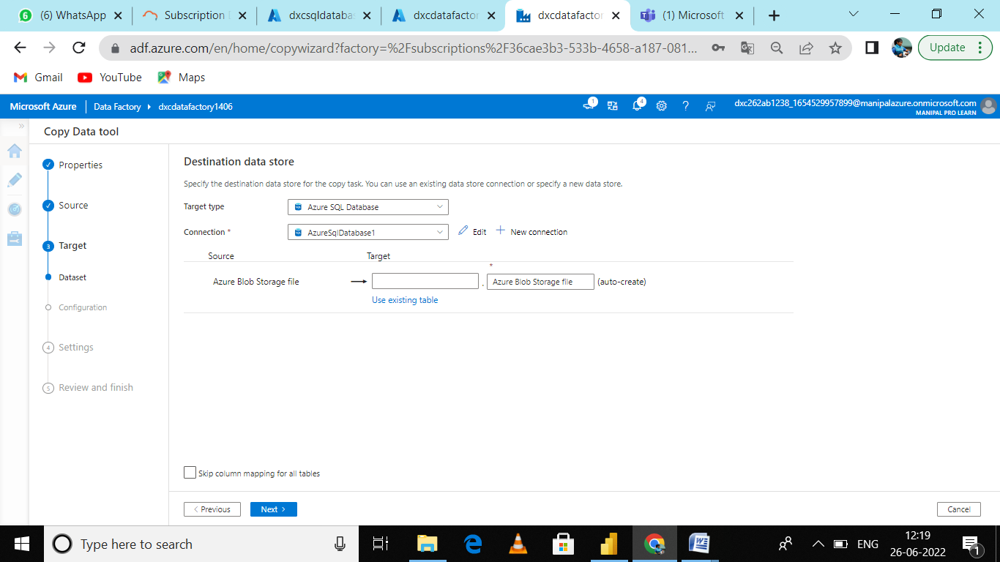 6 (6) WhatsApp
Subscription
dxcsqldataba
dxcdatafactor
dxcdatafactor
(1) Microsoft
adf.azure.com/en/home/copywizard?factory=%2Fsubscriptions%2F36cae3b3-533b-4658-a187-081...
Update
Gmail
YouTube
Maps
Microsoft Azure
Data Factory
dxcdatafactory1406
1
4
?
dxc262ab1238_1654529957899@manipalazure.onmicrosoft.com
MANIPAL PRO LEARN
»
Copy Data tool
Properties
Source
3 Target
Dataset
Configuration
4 Settings
5 Review and finish
Destination data store
Specify the destination data store for the copy task. You can use an existing data store connection or specify a new data store.
Target type
Azure SQL Database
Connection *
AzureSqlDatabase1
Edit
+ New connection
Source
Target
*
Azure Blob Storage file
.
Azure Blob Storage file
(auto-create)
Use existing table
Skip column mapping for all tables
< Previous
Next >
Cancel
Type here to search
ENG
12:19
26-06-2022
1